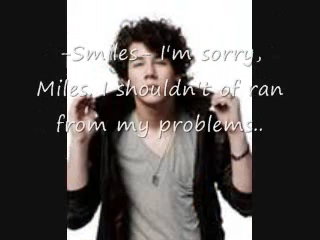 -Smiles- I'm sorry,
Miles, I shouldn't of ran
from my problems..